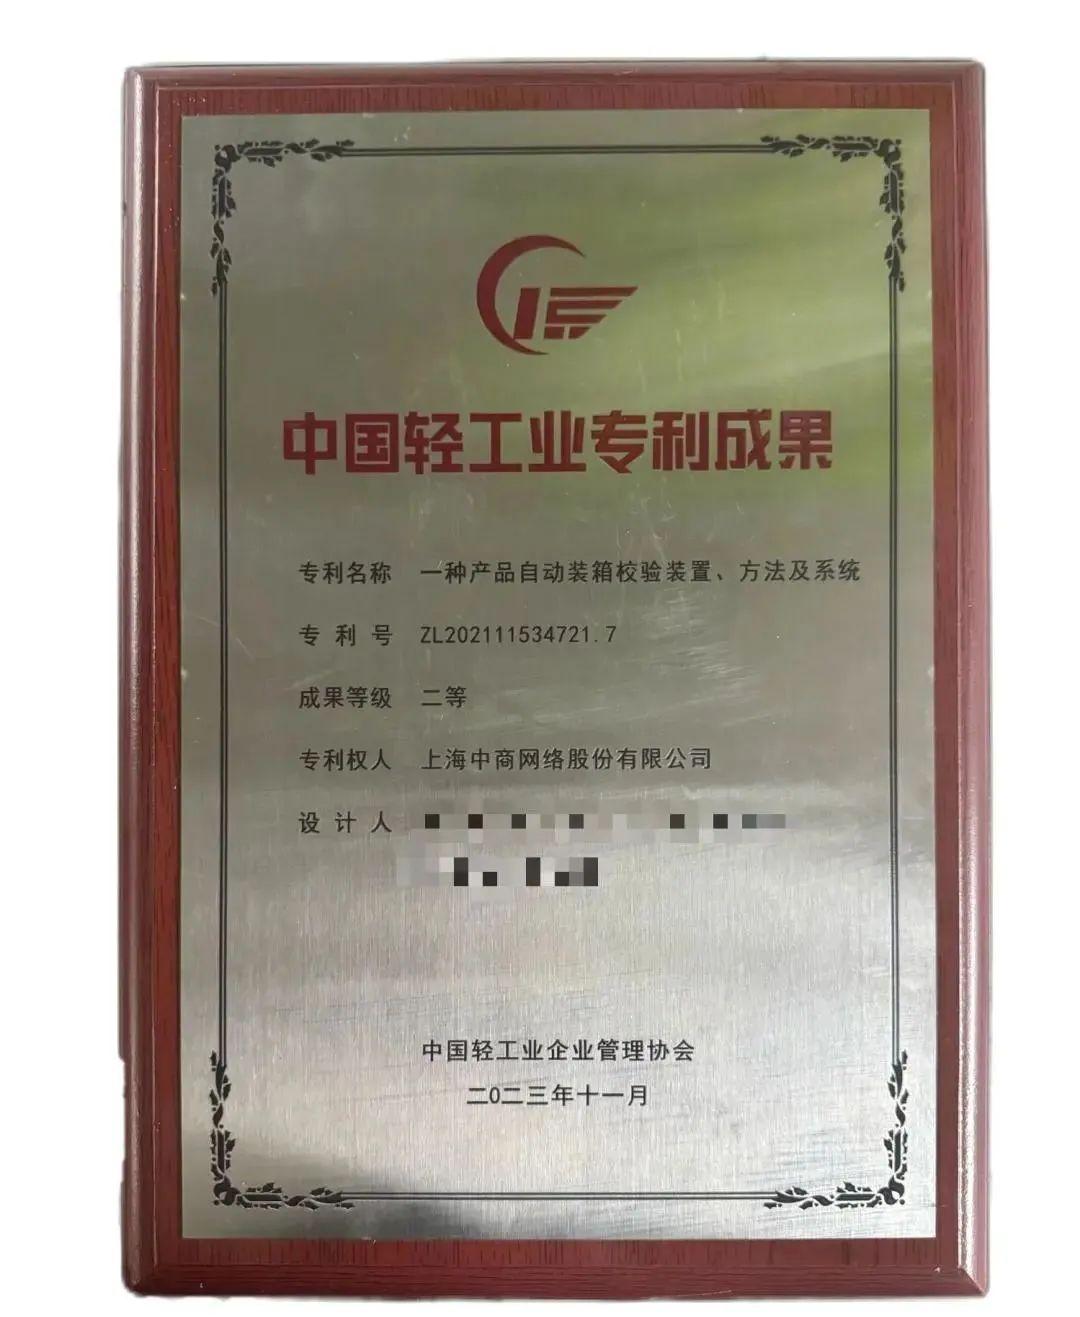 中国轻工业专利成果
专利名称 一种产品自动装箱校验装置、方法及系统
专利号 ZL202111534721.7
成果等级 二等
专利权人 上海中商网络股份有限公司
设计人
中国轻工业企业管理协会
二〇二三年十一月